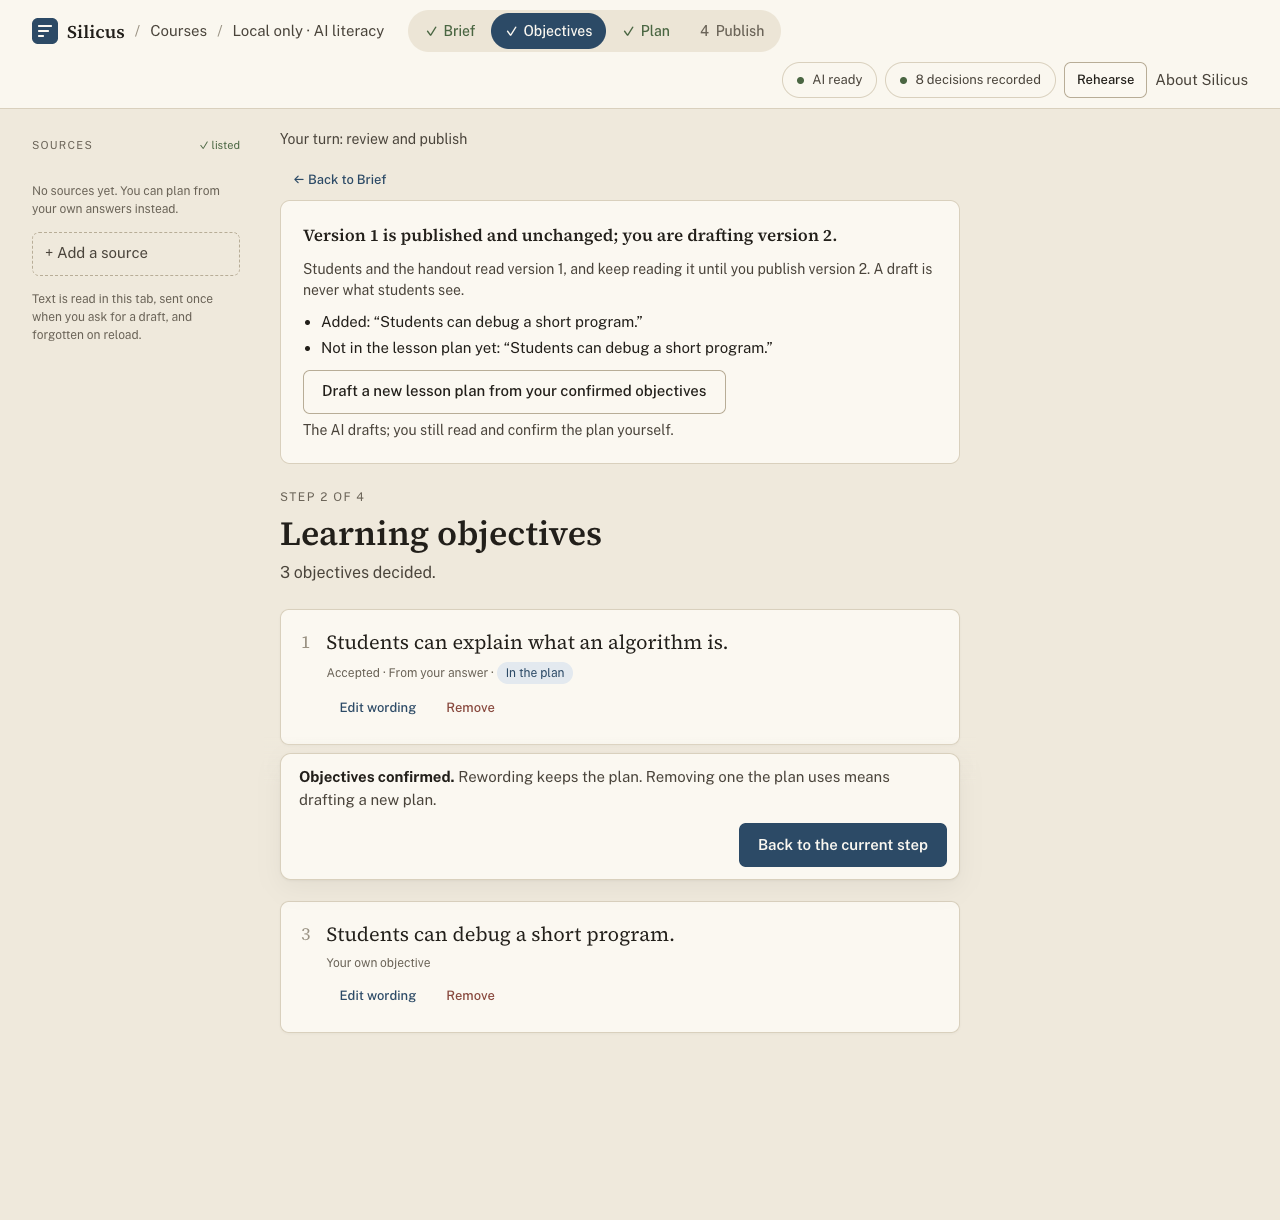 Silicus / Courses / Local only · AI literacy
✓ Brief ✓ Objectives ✓ Plan 4 Publish
AI ready 8 decisions recorded Rehearse About Silicus
SOURCES ✓ listed
No sources yet. You can plan from
your own answers instead.
+ Add a source
Text is read in this tab, sent once
when you ask for a draft, and
forgotten on reload.
Your turn: review and publish
← Back to Brief
Version 1 is published and unchanged; you are drafting version 2.
Students and the handout read version 1, and keep reading it until you publish version 2. A draft is
never what students see.
• Added: “Students can debug a short program.”
• Not in the lesson plan yet: “Students can debug a short program.”
Draft a new lesson plan from your confirmed objectives
The AI drafts; you still read and confirm the plan yourself.
STEP 2 OF 4
Learning objectives
3 objectives decided.
1 Students can explain what an algorithm is.
Accepted · From your answer · In the plan
Edit wording Remove
Objectives confirmed. Rewording keeps the plan. Removing one the plan uses means
drafting a new plan.
Back to the current step
3 Students can debug a short program.
Your own objective
Edit wording Remove